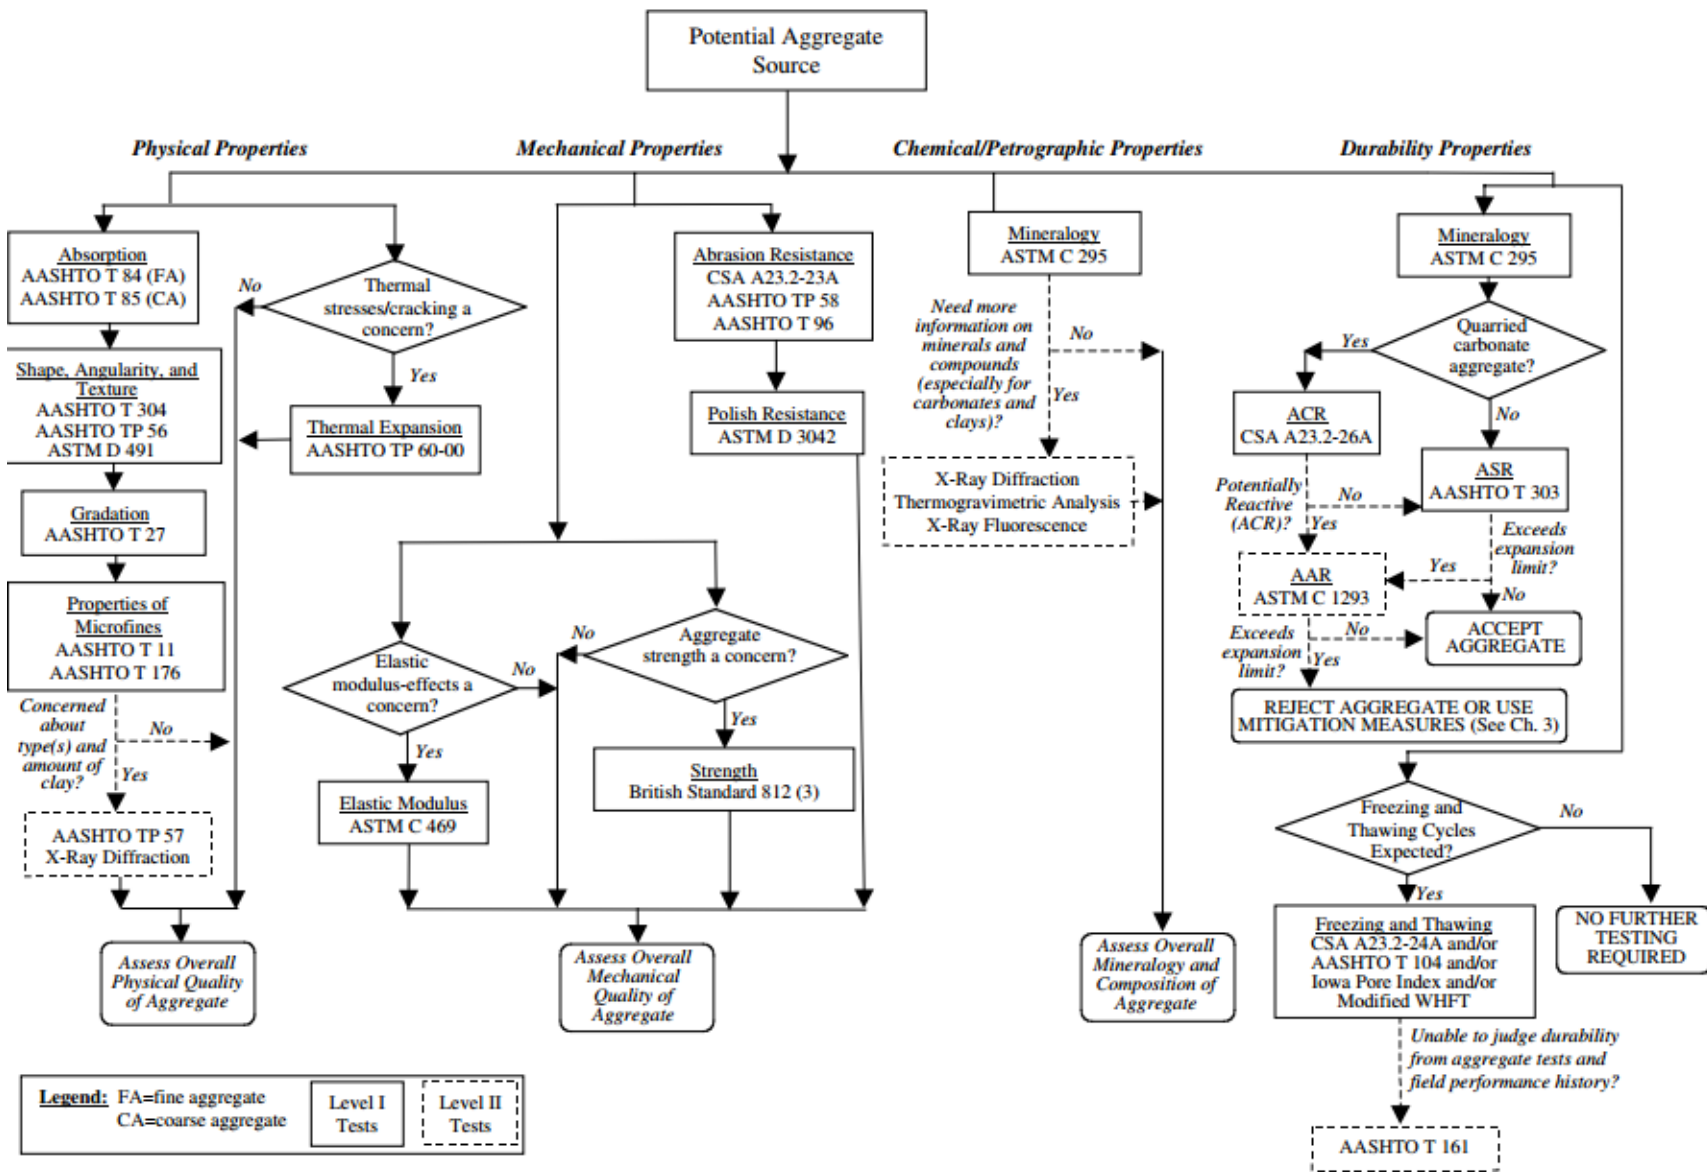 Potential Aggregate
Source
Physical Properties
Mechanical Properties
Chemical/Petrographic Properties
Durability Properties
Absorption
AASHTO T 84 (FA)
AASHTO T 85 (CA)
No
Thermal
stresses/cracking a
concern?
Yes
Shape, Angularity, and
Texture
AASHTO T 304
AASHTO TP 56
ASTM D 491
Thermal Expansion
AASHTO TP 60-00
Gradation
AASHTO T 27
Properties of
Microfines
AASHTO T 11
AASHTO T 176
Concerned
about
type(s) and
amount of
clay?
No
Yes
AASHTO TP 57
X-Ray Diffraction
Assess Overall
Physical Quality
of Aggregate
Abrasion Resistance
CSA A23.2-23A
AASHTO TP 58
AASHTO T 96
Polish Resistance
ASTM D 3042
Elastic
modulus-effects a
concern?
No
Yes
Elastic Modulus
ASTM C 469
No
Aggregate
strength a concern?
Yes
Strength
British Standard 812 (3)
Assess Overall
Mechanical
Quality of
Aggregate
Mineralogy
ASTM C 295
Need more
information on
minerals and
compounds
(especially for
carbonates and
clays)?
No
Yes
X-Ray Diffraction
Thermogravimetric Analysis
X-Ray Fluorescence
Assess Overall
Mineralogy and
Composition of
Aggregate
Mineralogy
ASTM C 295
Quarried
carbonate
aggregate?
Yes
No
ACR
CSA A23.2-26A
ASR
AASHTO T 303
Potentially
Reactive
(ACR)?
No
Yes
Exceeds
expansion
limit?
Yes
No
AAR
ASTM C 1293
ACCEPT
AGGREGATE
Exceeds
expansion
limit?
No
Yes
REJECT AGGREGATE OR USE
MITIGATION MEASURES (See Ch. 3)
Freezing and
Thawing Cycles
Expected?
No
Yes
Freezing and Thawing
CSA A23.2-24A and/or
AASHTO T 104 and/or
Iowa Pore Index and/or
Modified WHFT
NO FURTHER
TESTING
REQUIRED
Unable to judge durability
from aggregate tests and
field performance history?
AASHTO T 161
Legend: FA=fine aggregate
CA=coarse aggregate
Level I
Tests
Level II
Tests